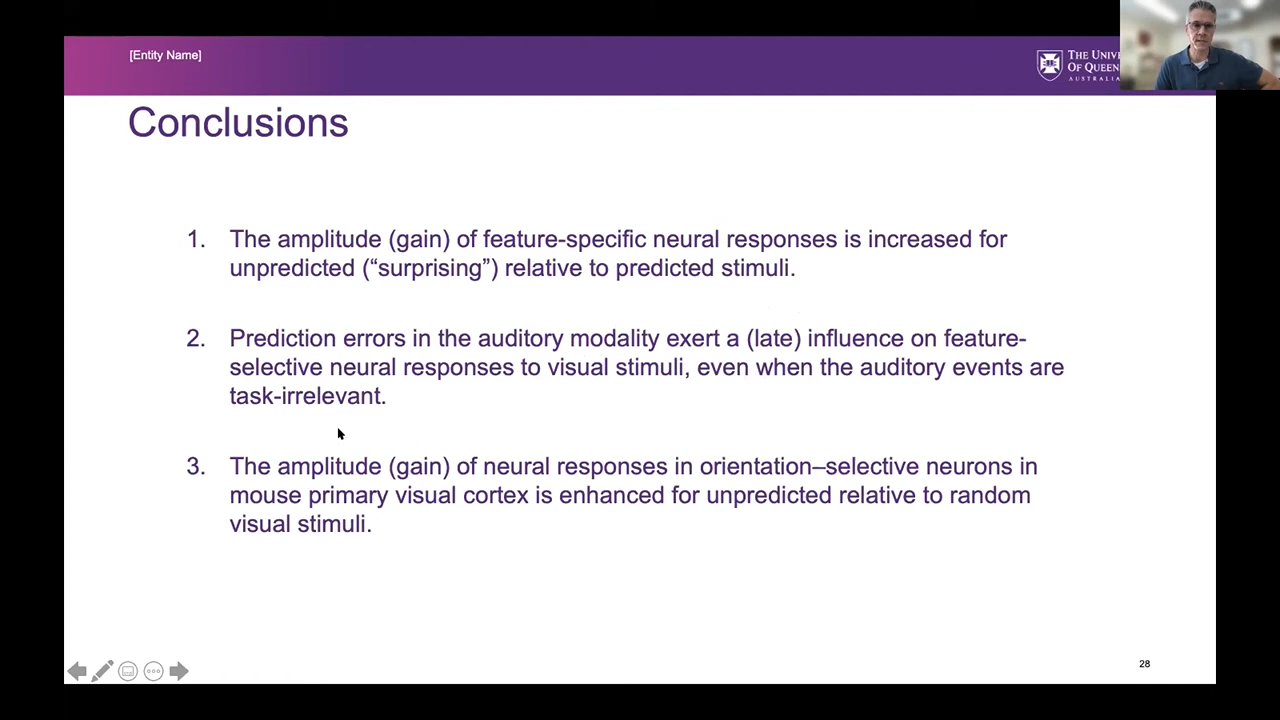 [Entity Name]
THE UNIVE
OF QUEEN
AUSTRALIA
Conclusions
1. The amplitude (gain) of feature-specific neural responses is increased for
unpredicted (“surprising”) relative to predicted stimuli.
2. Prediction errors in the auditory modality exert a (late) influence on feature-
selective neural responses to visual stimuli, even when the auditory events are
task-irrelevant.
3. The amplitude (gain) of neural responses in orientation–selective neurons in
mouse primary visual cortex is enhanced for unpredicted relative to random
visual stimuli.
28